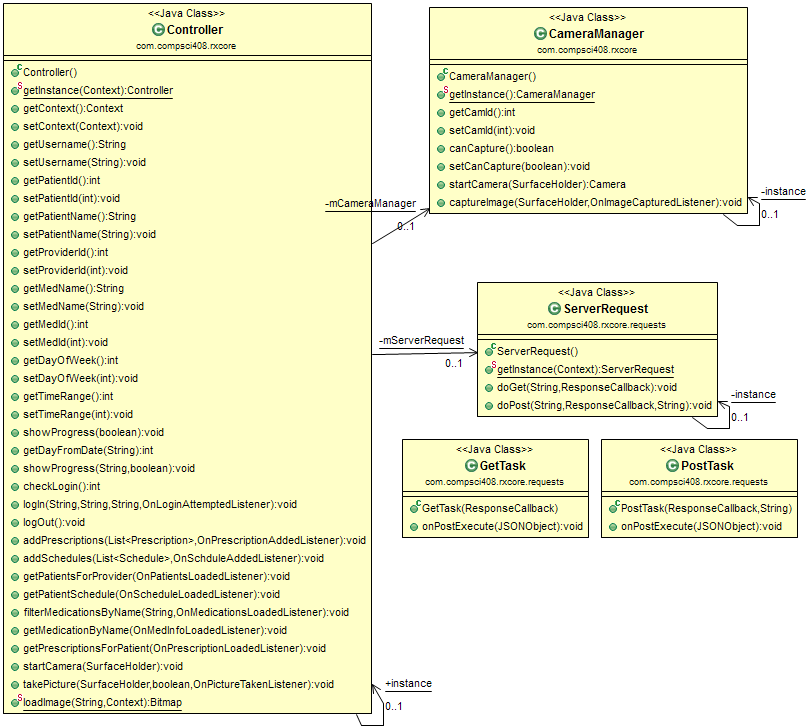 <<Java Class>>
Controller
com.compsci408.rxcore
Controller()
getInstance(Context):Controller
getContext():Context
setContext(Context):void
getUsername():String
setUsername(String):void
getPatientId():int
setPatientId(int):void
getPatientName():String
setPatientName(String):void
getProviderId():int
setProviderId(int):void
getMedName():String
setMedName(String):void
getMedId():int
setMedId(int):void
getDayOfWeek():int
setDayOfWeek(int):void
getTimeRange():int
setTimeRange(int):void
showProgress(boolean):void
getDayFromDate(String):int
showProgress(String,boolean):void
checkLogin():int
logIn(String,String,String,OnLoginAttemptedListener):void
logOut():void
addPrescriptions(List<Prescription>,OnPrescriptionAddedListener):void
addSchedules(List<Schedule>,OnSchduleAddedListener):void
getPatientsForProvider(OnPatientsLoadedListener):void
getPatientSchedule(OnScheduleLoadedListener):void
filterMedicationsByName(String,OnMedicationsLoadedListener):void
getMedicationByName(OnMedInfoLoadedListener):void
getPrescriptionsForPatient(OnPrescriptionLoadedListener):void
startCamera(SurfaceHolder):void
takePicture(SurfaceHolder,boolean,OnPictureTakenListener):void
loadImage(String,Context):Bitmap
+instance
0..1
-mCameraManager
0..1
<<Java Class>>
CameraManager
com.compsci408.rxcore
CameraManager()
getInstance():CameraManager
getCamId():int
setCamId(int):void
canCapture():boolean
setCanCapture(boolean):void
startCamera(SurfaceHolder):Camera
captureImage(SurfaceHolder,OnImageCapturedListener):void
-instance
0..1
-mServerRequest
0..1
<<Java Class>>
ServerRequest
com.compsci408.rxcore.requests
ServerRequest()
getInstance(Context):ServerRequest
doGet(String,ResponseCallback):void
doPost(String,ResponseCallback,String):void
-instance
0..1
<<Java Class>>
GetTask
com.compsci408.rxcore.requests
GetTask(ResponseCallback)
onPostExecute(JSONObject):void
<<Java Class>>
PostTask
com.compsci408.rxcore.requests
PostTask(ResponseCallback,String)
onPostExecute(JSONObject):void